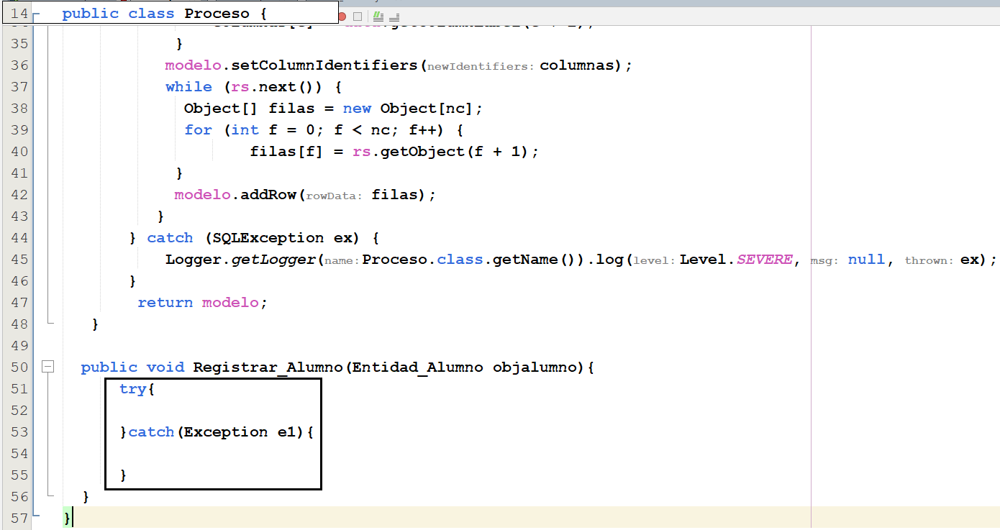 14 public class Proceso {
35 }
36 modelo.setColumnIdentifiers(newIdentifiers: columnas);
37 while (rs.next()) {
38 Object[] filas = new Object[nc];
39 for (int f = 0; f < nc; f++) {
40 filas[f] = rs.getObject(f + 1);
41 }
42 modelo.addRow(rowData: filas);
43 }
44 } catch (SQLException ex) {
45 Logger.getLogger(name: Proceso.class.getName()).log(level: Level.SEVERE, msg: null, thrown: ex);
46 }
47 return modelo;
48 }
49
50 public void Registrar_Alumno(Entidad_Alumno objalumno){
51 try{
52
53 }catch(Exception e1){
54
55 }
56 }
57 }